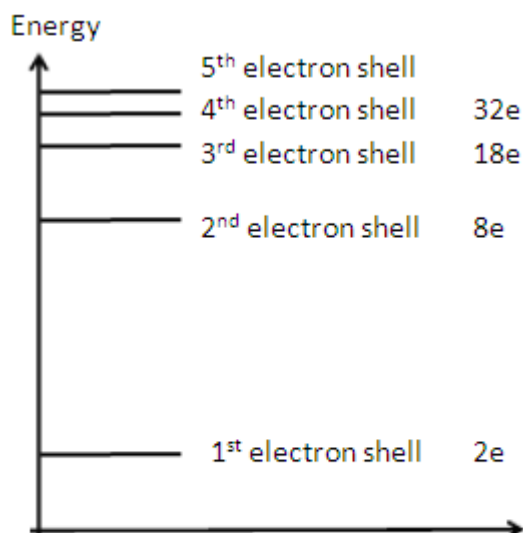 Energy
5th electron shell
4th electron shell 32e
3rd electron shell 18e
2nd electron shell 8e
1st electron shell 2e